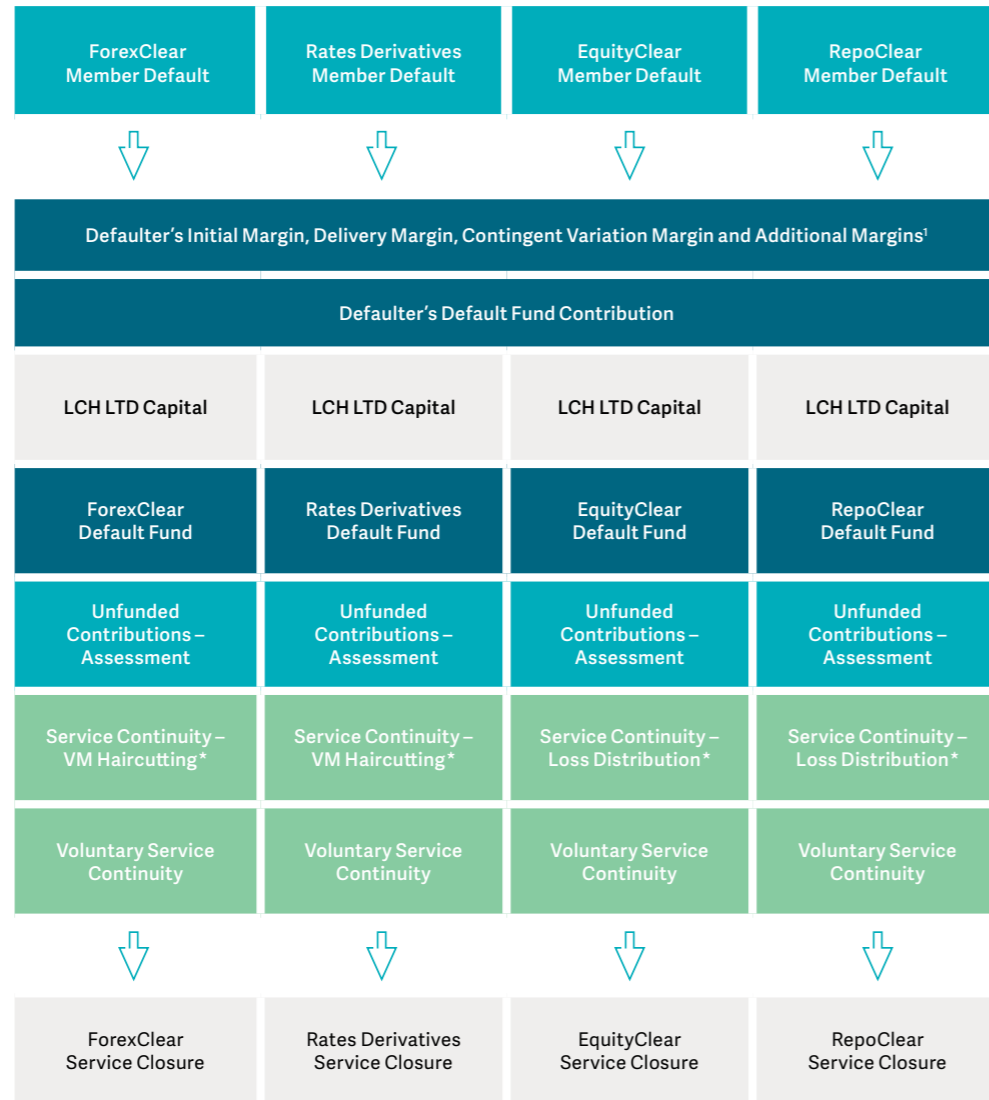 ForexClear
Member Default
Rates Derivatives
Member Default
EquityClear
Member Default
RepoClear
Member Default
Defaulter’s Initial Margin, Delivery Margin, Contingent Variation Margin and Additional Margins¹
Defaulter’s Default Fund Contribution
LCH LTD Capital
LCH LTD Capital
LCH LTD Capital
LCH LTD Capital
ForexClear
Default Fund
Rates Derivatives
Default Fund
EquityClear
Default Fund
RepoClear
Default Fund
Unfunded
Contributions –
Assessment
Unfunded
Contributions –
Assessment
Unfunded
Contributions –
Assessment
Unfunded
Contributions –
Assessment
Service Continuity –
VM Haircutting*
Service Continuity –
VM Haircutting*
Service Continuity –
Loss Distribution*
Service Continuity –
Loss Distribution*
Voluntary Service
Continuity
Voluntary Service
Continuity
Voluntary Service
Continuity
Voluntary Service
Continuity
ForexClear
Service Closure
Rates Derivatives
Service Closure
EquityClear
Service Closure
RepoClear
Service Closure